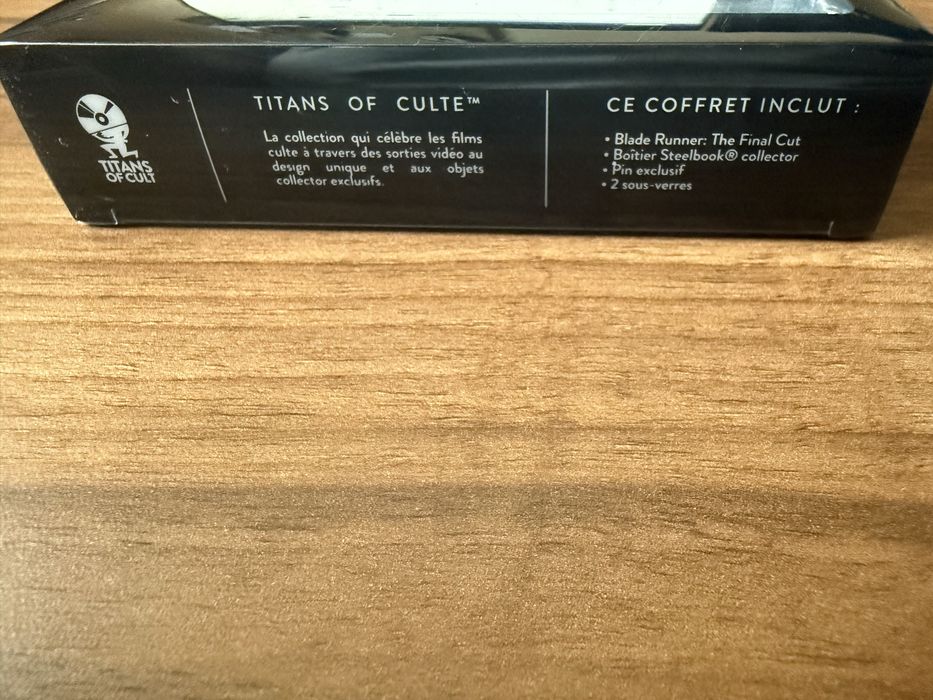 TITANS
OF CULT
TITANS OF CULTE™
La collection qui célèbre les films
culte à travers des sorties vidéo au
design unique et aux objets
collector exclusifs.
CE COFFRET INCLUT :
• Blade Runner: The Final Cut
• Boîtier Steelbook® collector
• Pin exclusif
• 2 sous-verres